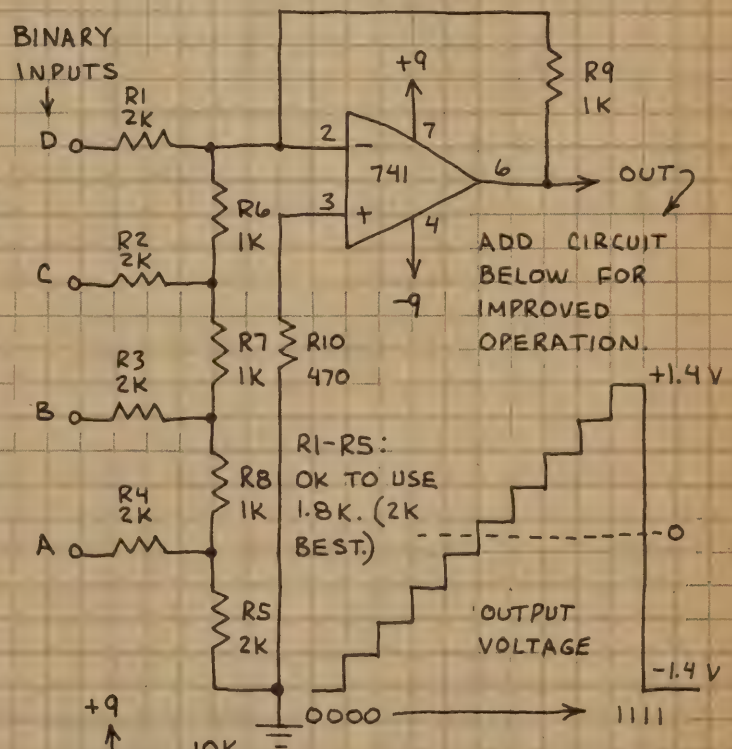 BINARY
INPUTS
D
R1
2K
2
-
741
3
+
+9
7
6
4
-9
R9
1K
OUT
ADD CIRCUIT
BELOW FOR
IMPROVED
OPERATION.
R6
1K
C
R2
2K
R7
1K
R10
470
B
R3
2K
R8
1K
R1-R5:
OK TO USE
1.8K. (2K
BEST.)
A
R4
2K
R5
2K
+1.4 V
0
OUTPUT
VOLTAGE
-1.4 V
0000
1111
+9
10K